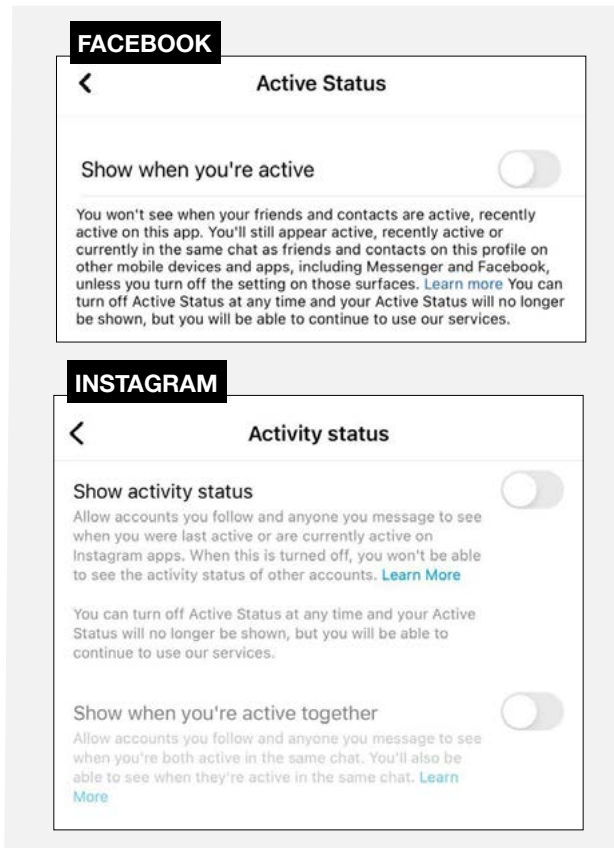 FACEBOOK
Active Status
Show when you're active
You won't see when your friends and contacts are active, recently
active on this app. You'll still appear active, recently active or
currently in the same chat as friends and contacts on this profile on
other mobile devices and apps, including Messenger and Facebook,
unless you turn off the setting on those surfaces. Learn more You can
turn off Active Status at any time and your Active Status will no longer
be shown, but you will be able to continue to use our services.
INSTAGRAM
Activity status
Show activity status
Allow accounts you follow and anyone you message to see
when you were last active or are currently active on
Instagram apps. When this is turned off, you won't be able
to see the activity status of other accounts. Learn More
You can turn off Active Status at any time and your Active
Status will no longer be shown, but you will be able to
continue to use our services.
Show when you're active together
Allow accounts you follow and anyone you message to see
when you're both active in the same chat. You'll also be
able to see when they're active in the same chat. Learn
More